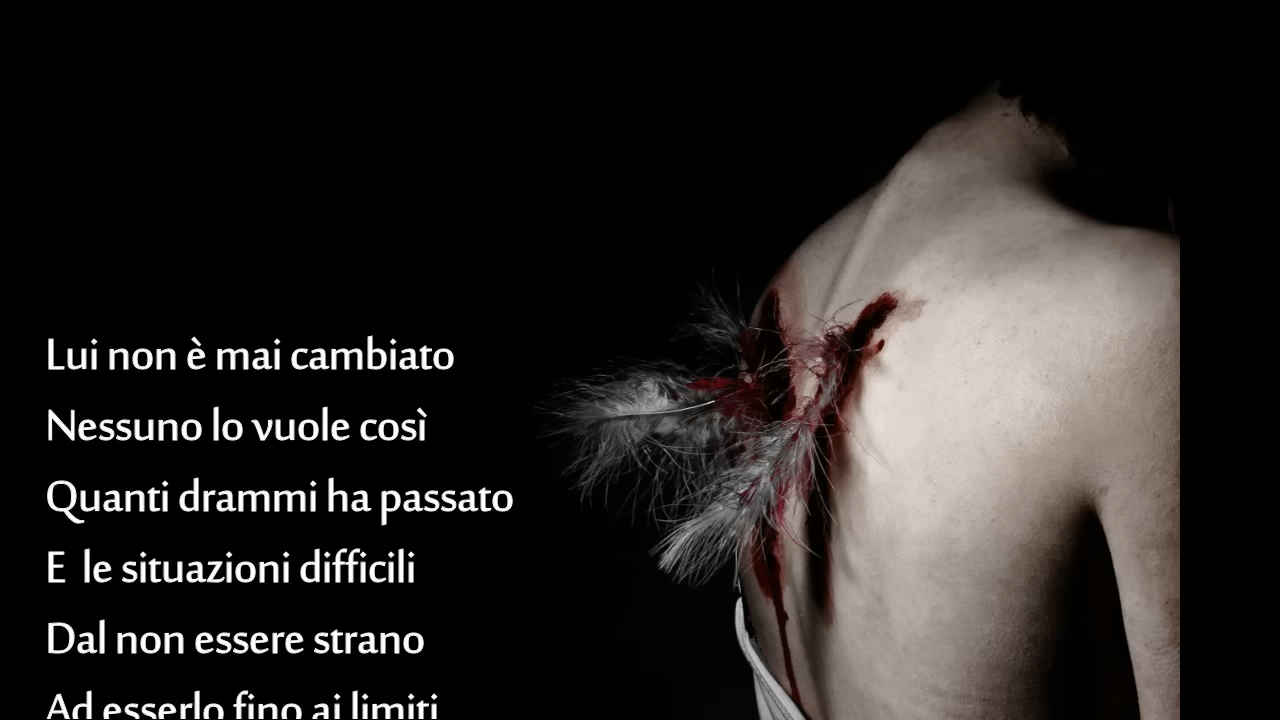 Lui non è mai cambiato
Nessuno lo vuole così
Quanti drammi ha passato
E le situazioni difficili
Dal non essere strano
Ad esserlo fino ai limiti